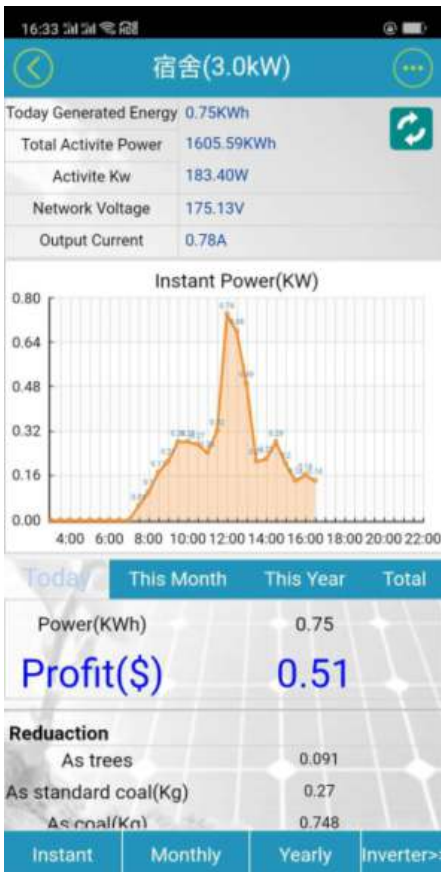 16:33
宿舍(3.0kW)
Today Generated Energy 0.75KWh
Total Activite Power 1605.59KWh
Activite Kw 183.40W
Network Voltage 175.13V
Output Current 0.78A
Instant Power(KW)
0.80
0.64
0.48
0.32
0.16
0.00
4:00 6:00 8:00 10:00 12:00 14:00 16:00 18:00 20:00 22:00
Today This Month This Year Total
Power(KWh) 0.75
Profit($) 0.51
Reduaction
As trees 0.091
As standard coal(Kg) 0.27
As coal(Kg) 0.748
Instant Monthly Yearly Inverter>>